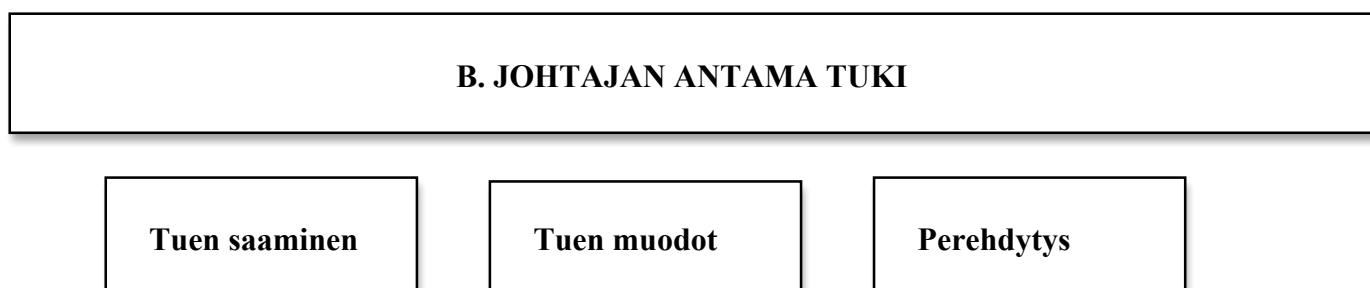 B. JOHTAJAN ANTAMA TUKI
Tuen saaminen
Tuen muodot
Perehdytys